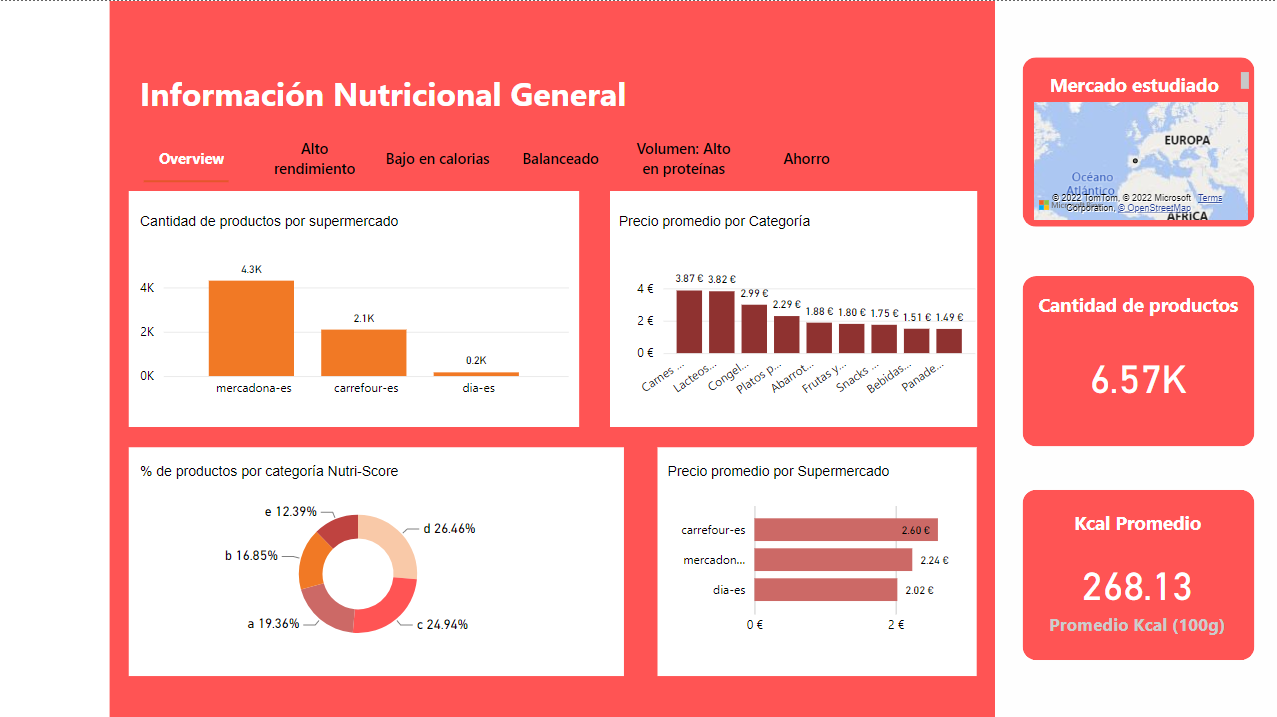 Información Nutricional General
Overview
Alto
rendimiento
Bajo en calorias
Balanceado
Volumen: Alto
en proteínas
Ahorro
Cantidad de productos por supermercado
4K
2K
0K
4.3K
2.1K
0.2K
mercadona-es
carrefour-es
dia-es
Precio promedio por Categoría
4 €
2 €
0 €
3.87 €
3.82 €
2.99 €
2.29 €
1.88 €
1.80 €
1.75 €
1.51 €
1.49 €
Carnes ...
Lacteos...
Congel...
Platos p...
Abarrot...
Frutas y...
Snacks ...
Bebidas...
Panade...
% de productos por categoría Nutri-Score
e 12.39%
d 26.46%
b 16.85%
a 19.36%
c 24.94%
Precio promedio por Supermercado
carrefour-es
2.60 €
mercadon...
2.24 €
dia-es
2.02 €
0 €
2 €
Mercado estudiado
EUROPA
Océano
Atlántico
© 2022 TomTom, © 2022 Microsoft Terms
Corporation, © OpenStreetMap
ÁFRICA
Cantidad de productos
6.57K
Kcal Promedio
268.13
Promedio Kcal (100g)